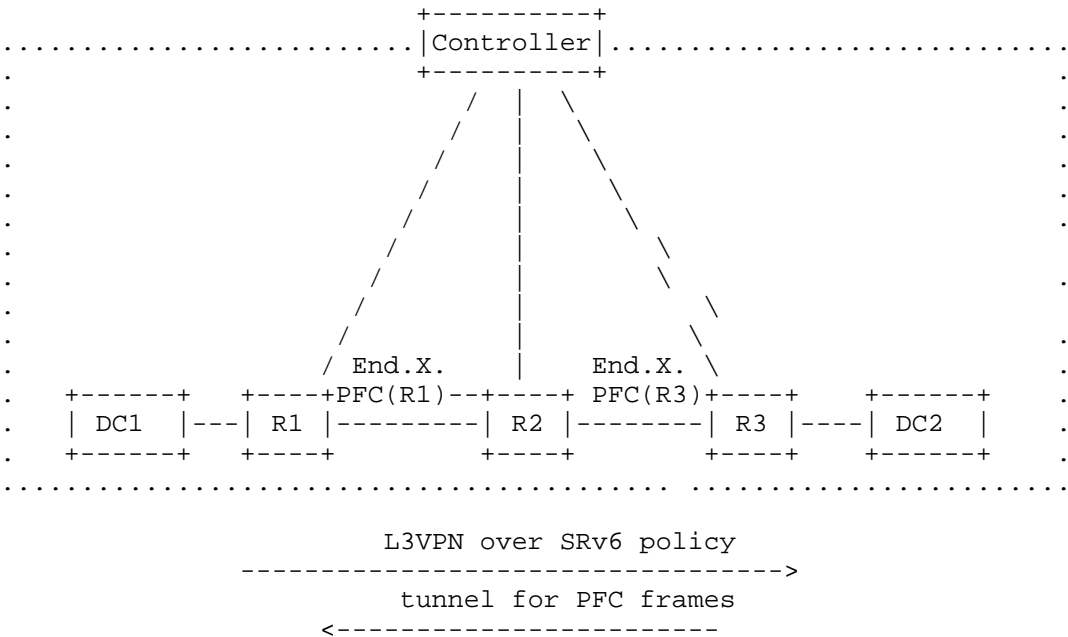 Controller
End.X. End.X.
PFC(R1) PFC(R3)
DC1 R1 R2 R3 DC2
L3VPN over SRv6 policy
tunnel for PFC frames